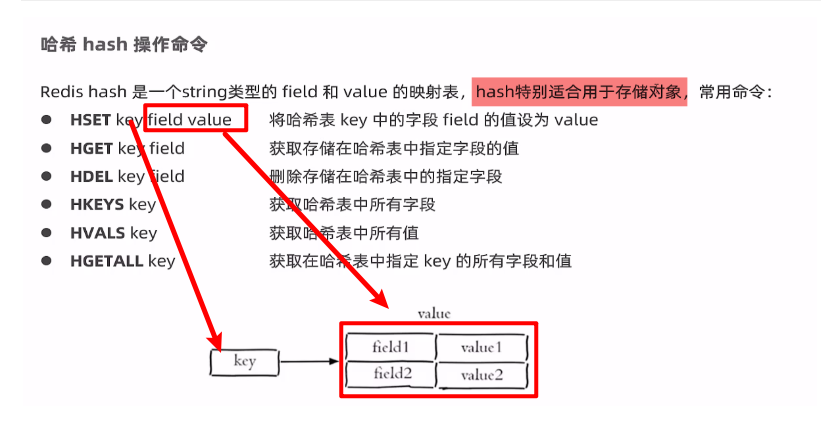 哈希 hash 操作命令
Redis hash 是一个string类型的 field 和 value 的映射表，hash特别适合用于存储对象，常用命令：
● HSET key field value 将哈希表 key 中的字段 field 的值设为 value
● HGET key field 获取存储在哈希表中指定字段的值
● HDEL key field 删除存储在哈希表中的指定字段
● HKEYS key 获取哈希表中所有字段
● HVALS key 获取哈希表中所有值
● HGETALL key 获取在哈希表中指定 key 的所有字段和值
value
field1 value1
key
field2 value2